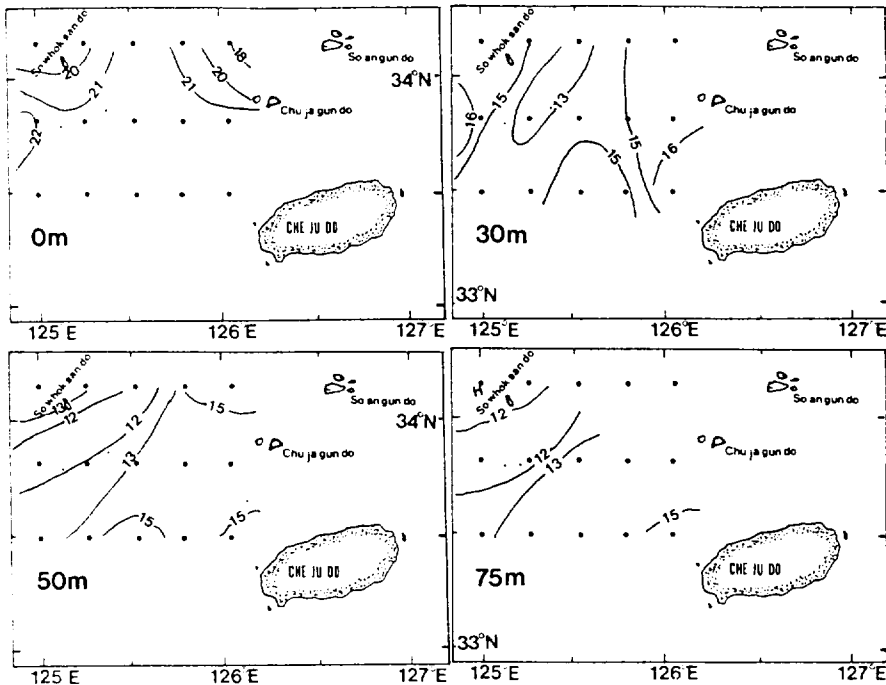 So whok san do
20
21
22
18
20
21
So an gun do
34°N
Chu ja gun do
CHE JU DO
0m
125°E
126°E
127°E
So whok san do
16
15
13
15
15
16
So an gun do
Chu ja gun do
CHE JU DO
30m
33°N
125°E
126°E
127°E
So whok san do
13
12
12
13
15
15
15
So an gun do
34°N
Chu ja gun do
CHE JU DO
50m
125°E
126°E
127°E
H
So whok san do
12
12
13
15
So an gun do
Chu ja gun do
CHE JU DO
75m
33°N
125°E
126°E
127°E